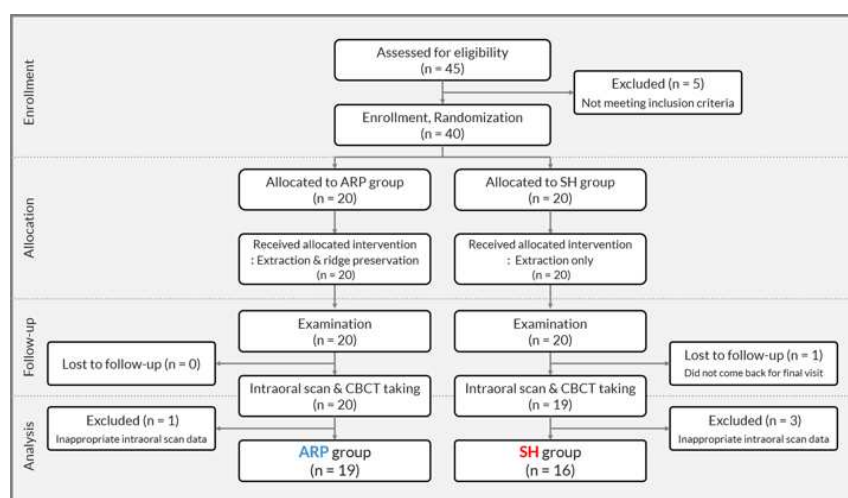 Enrollment
Assessed for eligibility
(n = 45)
Excluded (n = 5)
Not meeting inclusion criteria
Enrollment, Randomization
(n = 40)
Allocation
Allocated to ARP group
(n = 20)
Allocated to SH group
(n = 20)
Received allocated intervention
: Extraction & ridge preservation
(n = 20)
Received allocated intervention
: Extraction only
(n = 20)
Follow-up
Examination
(n = 20)
Examination
(n = 20)
Lost to follow-up (n = 0)
Lost to follow-up (n = 1)
Did not come back for final visit
Intraoral scan & CBCT taking
(n = 20)
Intraoral scan & CBCT taking
(n = 19)
Analysis
Excluded (n = 1)
Inappropriate intraoral scan data
Excluded (n = 3)
Inappropriate intraoral scan data
ARP group
(n = 19)
SH group
(n = 16)